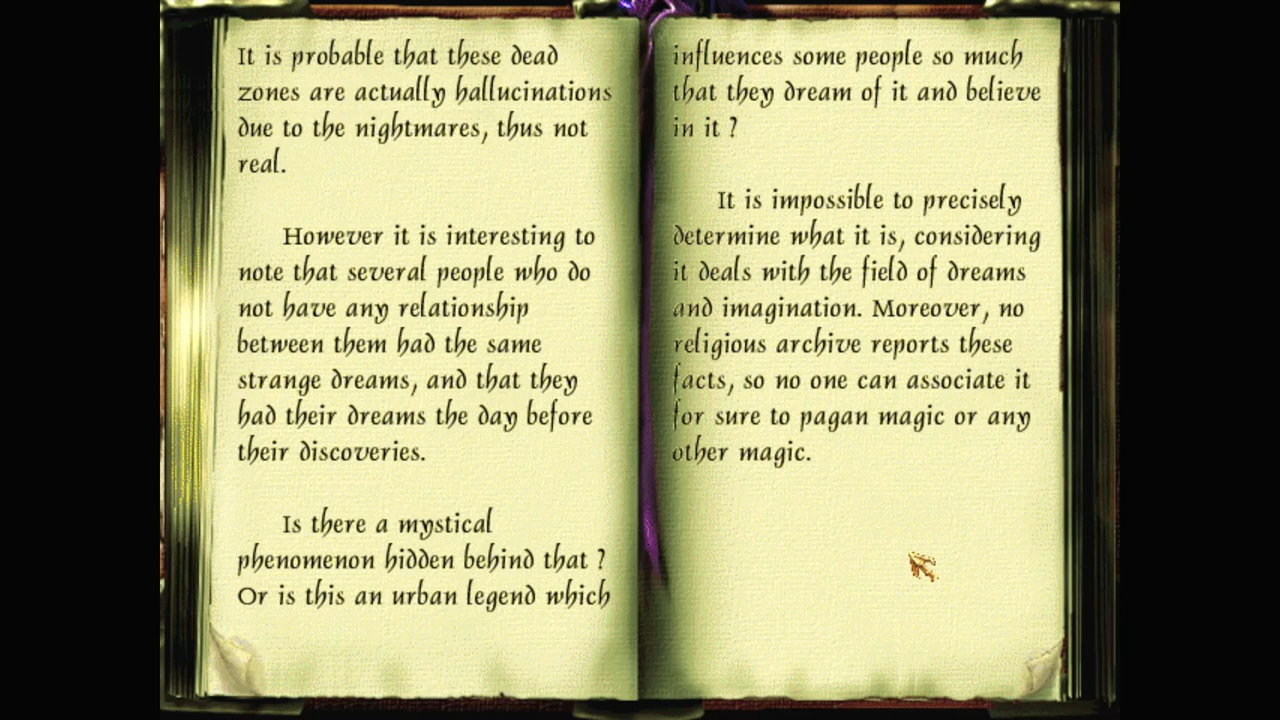 It is probable that these dead
zones are actually hallucinations
due to the nightmares, thus not
real.
However it is interesting to
note that several people who do
not have any relationship
between them had the same
strange dreams, and that they
had their dreams the day before
their discoveries.
Is there a mystical
phenomenon hidden behind that ?
Or is this an urban legend which
influences some people so much
that they dream of it and believe
in it ?
It is impossible to precisely
determine what it is, considering
it deals with the field of dreams
and imagination. Moreover, no
religious archive reports these
facts, so no one can associate it
for sure to pagan magic or any
other magic.